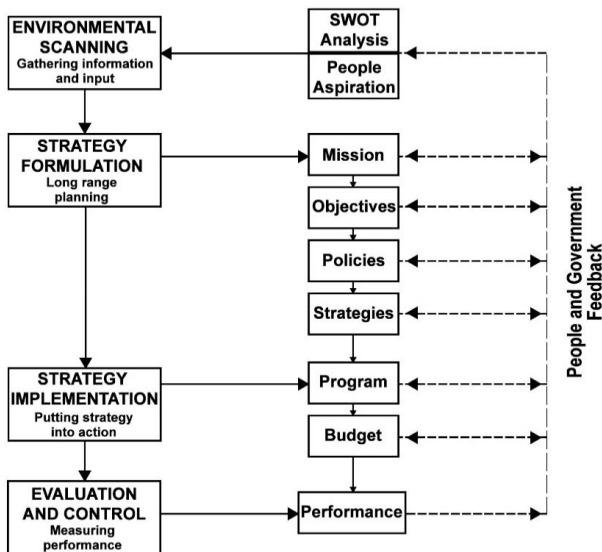 ENVIRONMENTAL
SCANNING
Gathering information
and input
SWOT
Analysis
People
Aspiration
STRATEGY
FORMULATION
Long range
planning
Mission
Objectives
Policies
Strategies
STRATEGY
IMPLEMENTATION
Putting strategy
into action
Program
Budget
EVALUATION
AND CONTROL
Measuring
performance
Performance
People and Government
Feedback